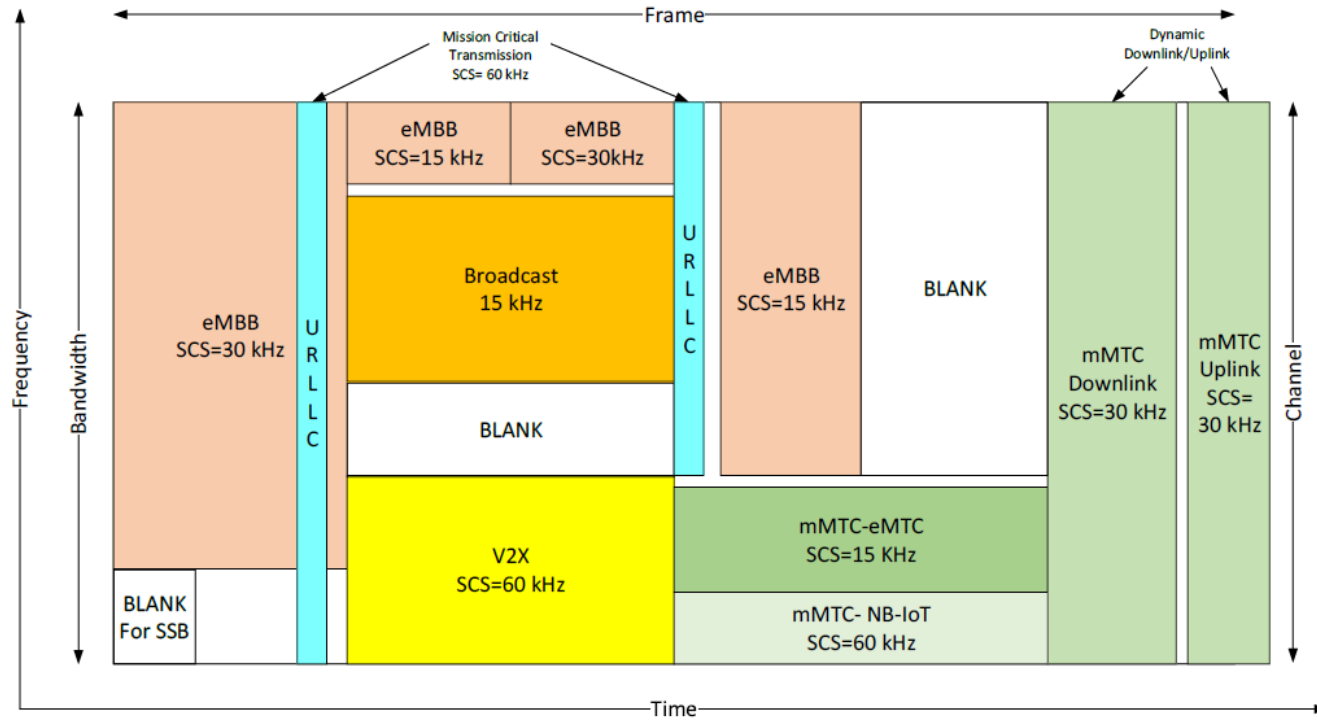 Frame
Mission Critical
Transmission
SCS= 60 kHz
Dynamic
Downlink/Uplink
Frequency
Bandwidth
eMBB
SCS=30 kHz
BLANK
For SSB
U
R
L
L
C
eMBB
SCS=15 kHz
eMBB
SCS=30kHz
Broadcast
15 kHz
BLANK
V2X
SCS=60 kHz
U
R
L
L
C
eMBB
SCS=15 kHz
BLANK
mMTC-eMTC
SCS=15 KHz
mMTC- NB-IoT
SCS=60 kHz
mMTC
Downlink
SCS=30 kHz
mMTC
Uplink
SCS=
30 kHz
Channel
Time